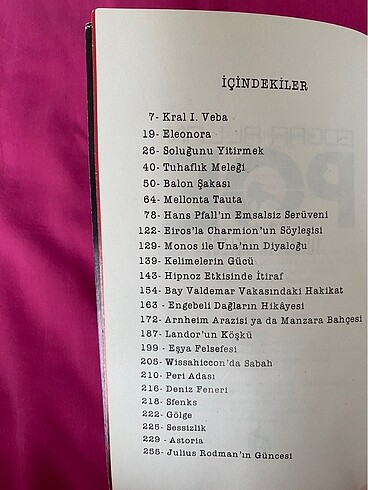 İÇİNDEKİLER
7- Kral I. Veba
19- Eleonora
26- Soluğunu Yitirmek
40- Tuhaflık Meleği
50- Balon Şakası
64- Mellonta Tauta
78- Hans Pfall'ın Emsalsiz Serüveni
122- Eiros'la Charmion'un Söyleşisi
129- Monos ile Una'nın Diyaloğu
139- Kelimelerin Gücü
143- Hipnoz Etkisinde İtiraf
154- Bay Valdemar Vakasındaki Hakikat
163 - Engebeli Dağların Hikâyesi
172- Arnheim Arazisi ya da Manzara Bahçesi
187- Landor'un Köşkü
199 - Eşya Felsefesi
205- Wissahiccon'da Sabah
210- Peri Adası
216- Deniz Feneri
218- Sfenks
222- Gölge
225- Sessizlik
229 - Astoria
255- Julius Rodman'ın Güncesi